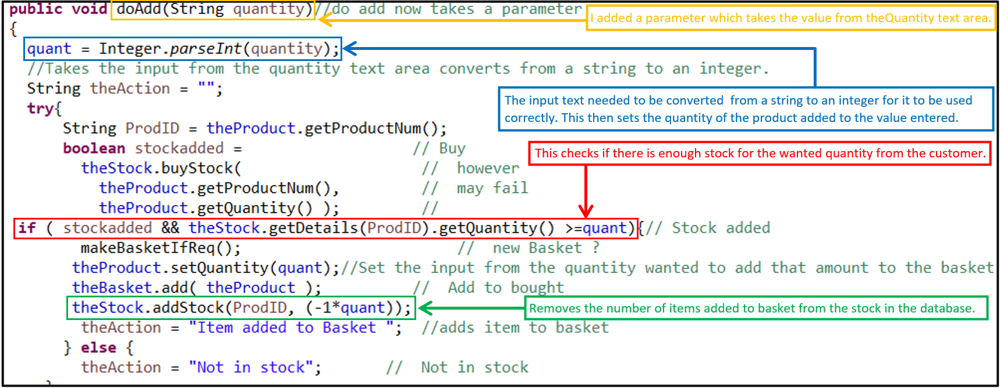 public void doAdd(String quantity)//do add now takes a parameter
I added a parameter which takes the value from theQuantity text area.
{
quant = Integer.parseInt(quantity);
//Takes the input from the quantity text area converts from a string to an integer.
String theAction = "";
The input text needed to be converted  from a string to an integer for it to be used
correctly. This then sets the quantity of the product added to the value entered.
try{
String ProdID = theProduct.getProductNum();
boolean stockadded = // Buy
This checks if there is enough stock for the wanted quantity from the customer.
theStock.buyStock( // however
theProduct.getProductNum(), // may fail
theProduct.getQuantity() ); //
if ( stockadded && theStock.getDetails(ProdID).getQuantity() >=quant){// Stock added
makeBasketIfReq(); // new Basket ?
theProduct.setQuantity(quant);//Set the input from the quantity wanted to add that amount to the basket
theBasket.add( theProduct ); // Add to bought
theStock.addStock(ProdID, (-1*quant));
Removes the number of items added to basket from the stock in the database.
theAction = "Item added to Basket "; //adds item to basket
} else {
theAction = "Not in stock"; // Not in stock